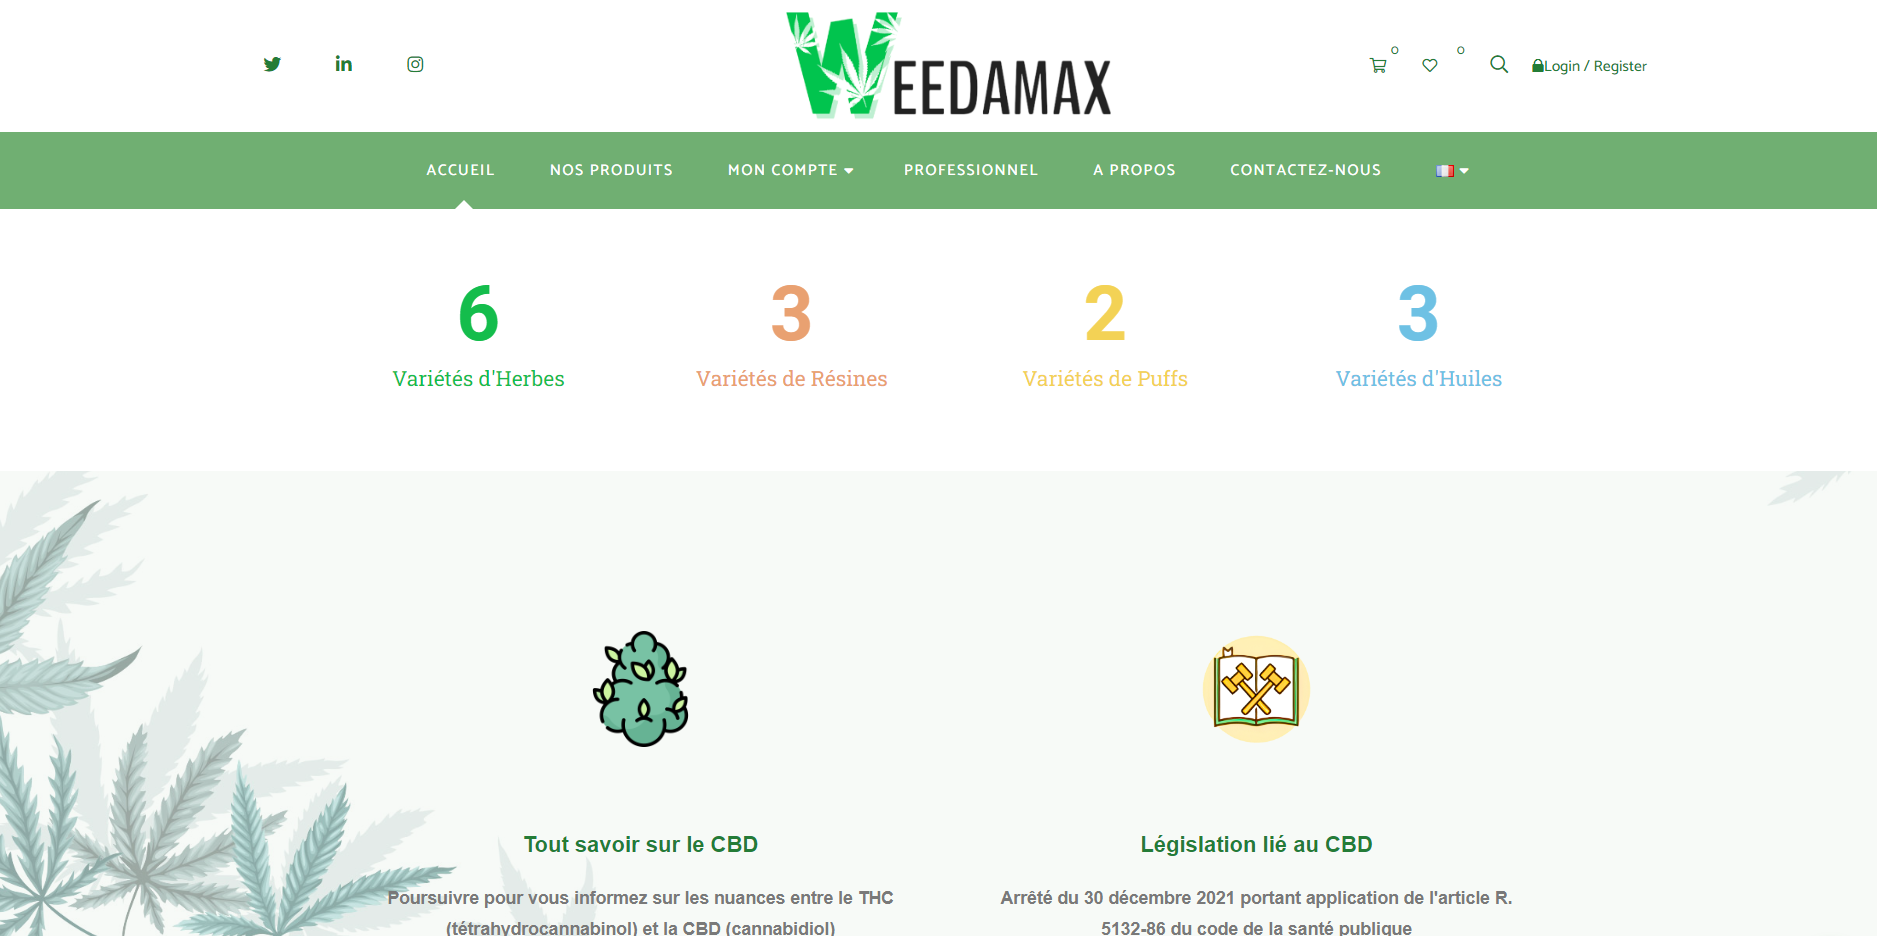 WEEDAMAX
0
0
Login / Register
ACCUEIL
NOS PRODUITS
MON COMPTE
PROFESSIONNEL
A PROPOS
CONTACTEZ-NOUS
6
3
2
3
Variétés d'Herbes
Variétés de Résines
Variétés de Puffs
Variétés d'Huiles
Tout savoir sur le CBD
Poursuivre pour vous informez sur les nuances entre le THC
(tétrahydrocannabinol) et la CBD (cannabidiol)
Législation lié au CBD
Arrêté du 30 décembre 2021 portant application de l'article R.
5132-86 du code de la santé publique